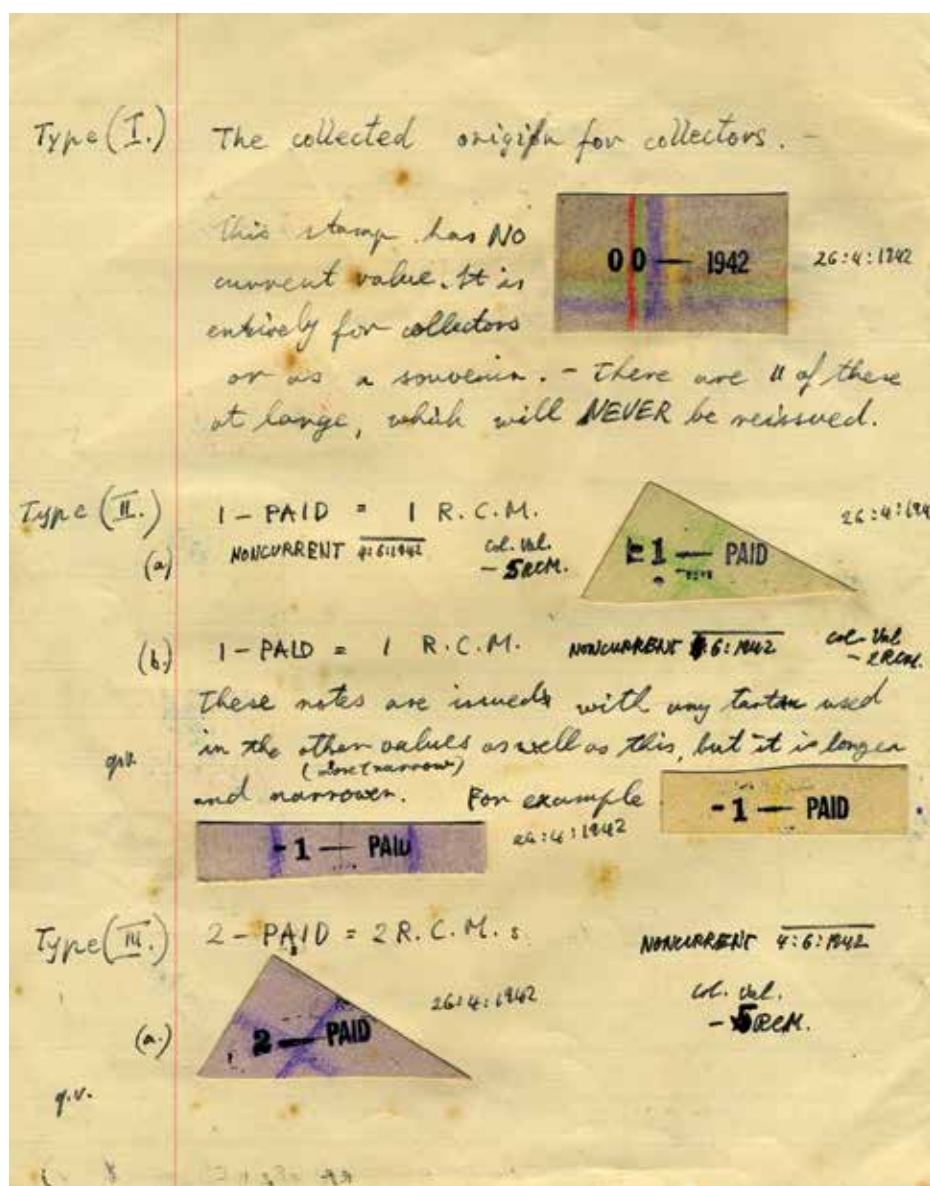 Type (I.) The collected for collectors. -
This stamp has NO
00 — 1942
26:4:1942
current value. It is
entirely for collectors
or as a souvenir. - There are 11 of these
at large, which will NEVER be reissued.
Type (II.) 1 - PAID = 1 R.C.M.
26:4:194
(a) NONCURRENT 4:6:1942 Col. Val.
- 5 RCM.
1 — PAID
(b.) 1 - PAID = 1 R.C.M. NONCURRENT 6:1942 Col. Val
- 2 RCM.
These notes are issued with any tartan used
q.v. in the other values as well as this, but it is longer
and narrower. For example
- 1 — PAID
26:4:1942
- 1 — PAID
Type (III.) 2 - PAID = 2 R.C.M.s NONCURRENT 4:6:1942
26:4:1942
Col. Val.
- 5 RCM.
(a.) 2 — PAID
q.v.